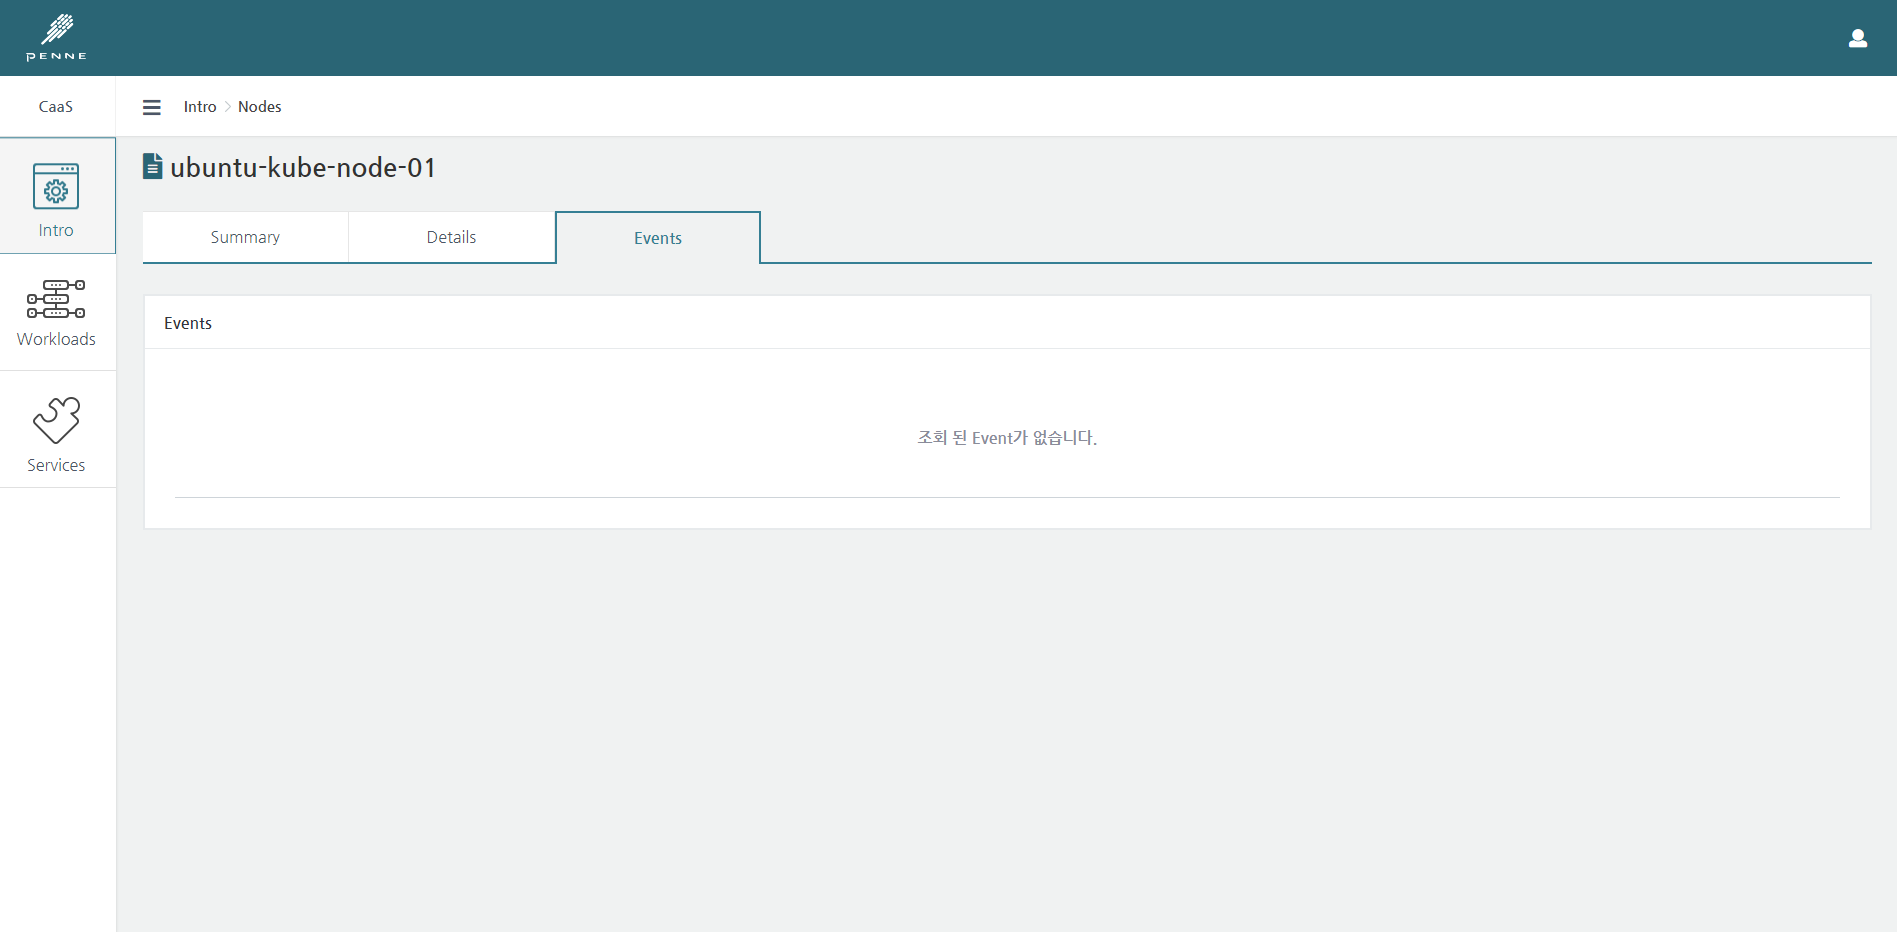 PENNE
CaaS
Intro > Nodes
Intro
Workloads
Services
ubuntu-kube-node-01
Summary
Details
Events
Events
조회 된 Event가 없습니다.